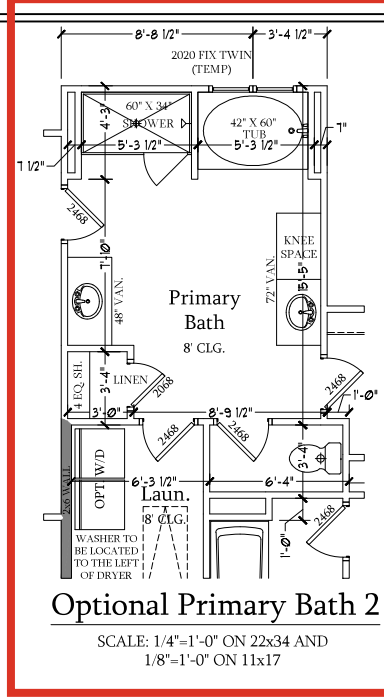 8'-8 1/2" 3'-4 1/2"
2020 FIX TWIN
(TEMP)
4'-3"
60" X 34"
SHOWER
42" X 60"
TUB
7"
7 1/2"
5'-3 1/2" 5'-3 1/2"
2468
7'-10"
KNEE
SPACE
5'-5"
48" VAN.
72" VAN.
Primary
Bath
8' CLG.
4 EQ. SH.
3'-4"
LINEN
2068
2468
1'-0"
3'-0" 8'-9 1/2"
2468
2468
3'-4"
2x6 WALL
OPT. W/D
6'-3 1/2" 6'-4"
Laun.
8' CLG.
2468
1'-0"
WASHER TO
BE LOCATED
TO THE LEFT
OF DRYER
Optional Primary Bath 2
SCALE: 1/4"=1'-0" ON 22x34 AND
1/8"=1'-0" ON 11x17